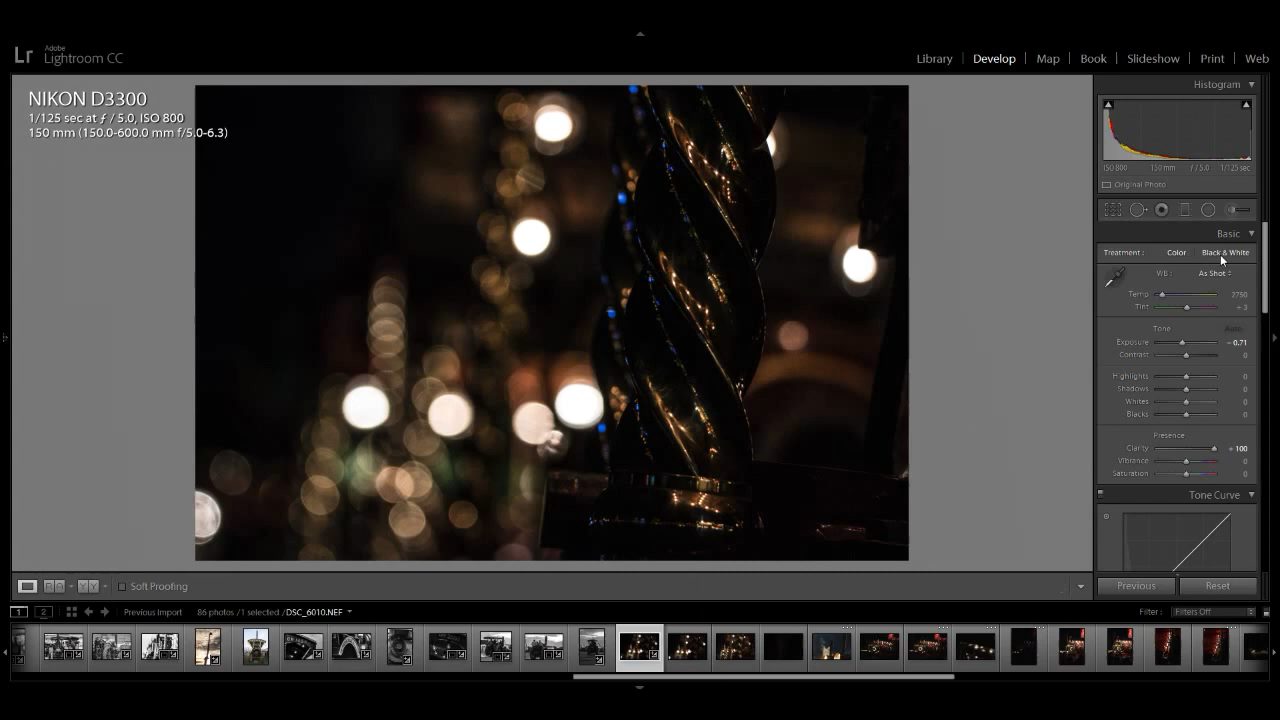 Lr Adobe
Lightroom CC
Library Develop Map Book Slideshow Print Web
NIKON D3300
1/125 sec at ƒ / 5.0, ISO 800
150 mm (150.0-600.0 mm f/5.0-6.3)
Histogram
ISO 800 150 mm ƒ / 5.0 1/125 sec
Original Photo
Basic
Treatment : Color Black & White
WB : As Shot
Temp 2750
Tint + 3
Tone Auto
Exposure − 0.71
Contrast 0
Highlights 0
Shadows 0
Whites 0
Blacks 0
Presence
Clarity + 100
Vibrance 0
Saturation 0
Tone Curve
Soft Proofing
Previous Reset
1 2 Previous Import 86 photos / 1 selected / DSC_6010.NEF Filter : Filters Off